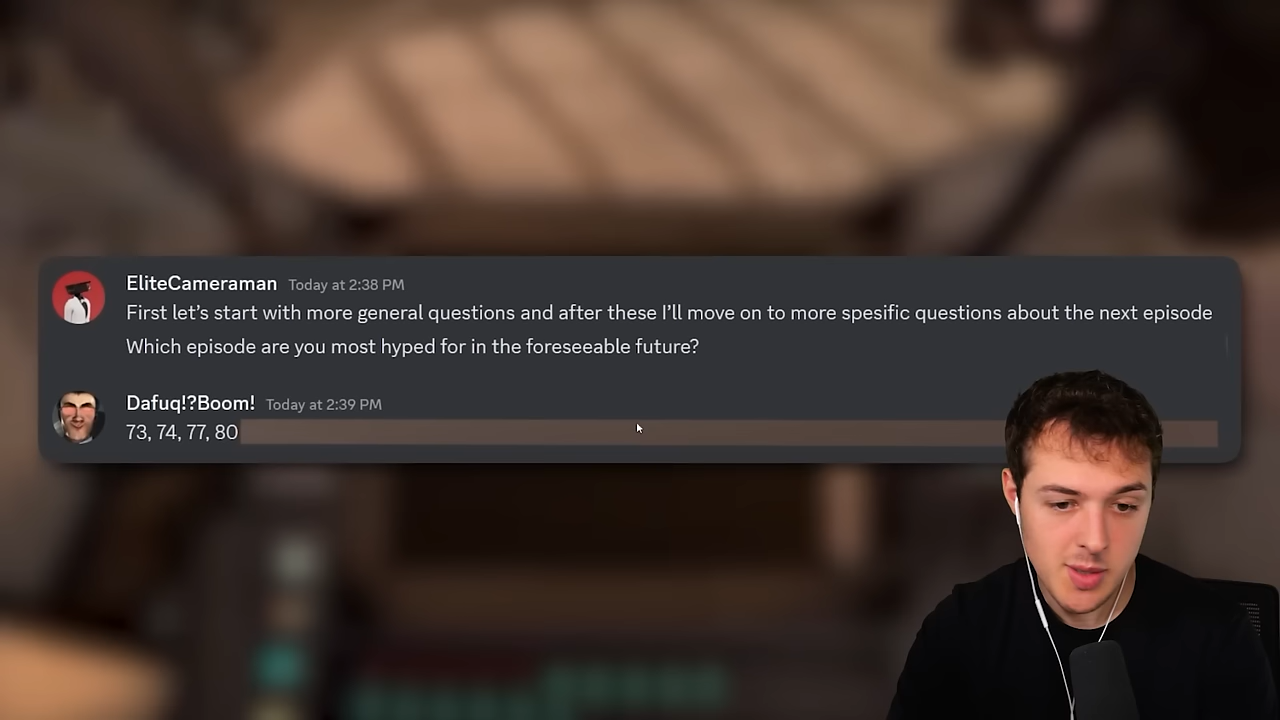 EliteCameraman Today at 2:38 PM
First let's start with more general questions and after these I'll move on to more spesific questions about the next episode
Which episode are you most hyped for in the foreseeable future?
Dafuq!?Boom! Today at 2:39 PM
73, 74, 77, 80